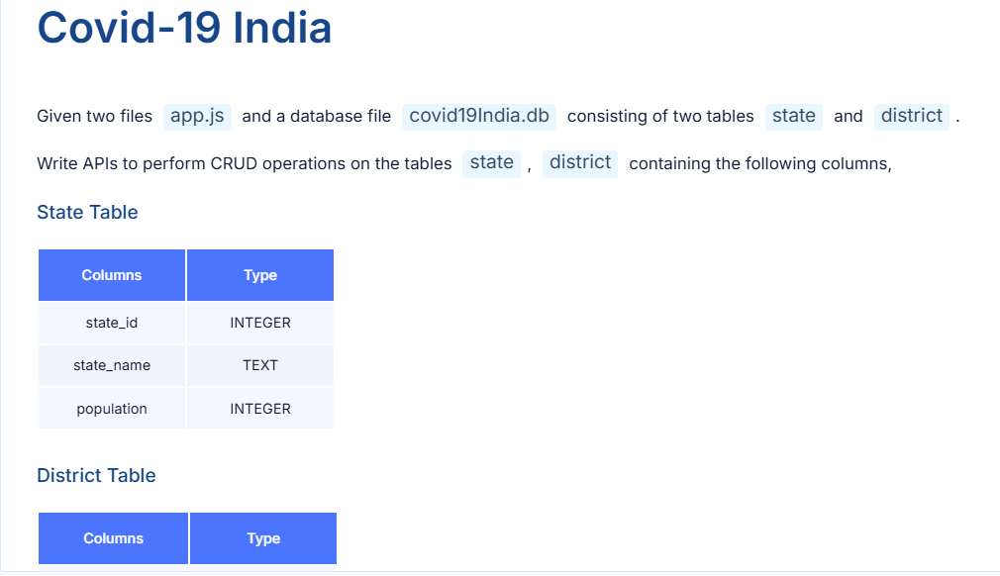 Covid-19 India
Given two files app.js and a database file covid19India.db consisting of two tables state and district .
Write APIs to perform CRUD operations on the tables state , district containing the following columns,
State Table
Columns Type
state_id INTEGER
state_name TEXT
population INTEGER
District Table
Columns Type